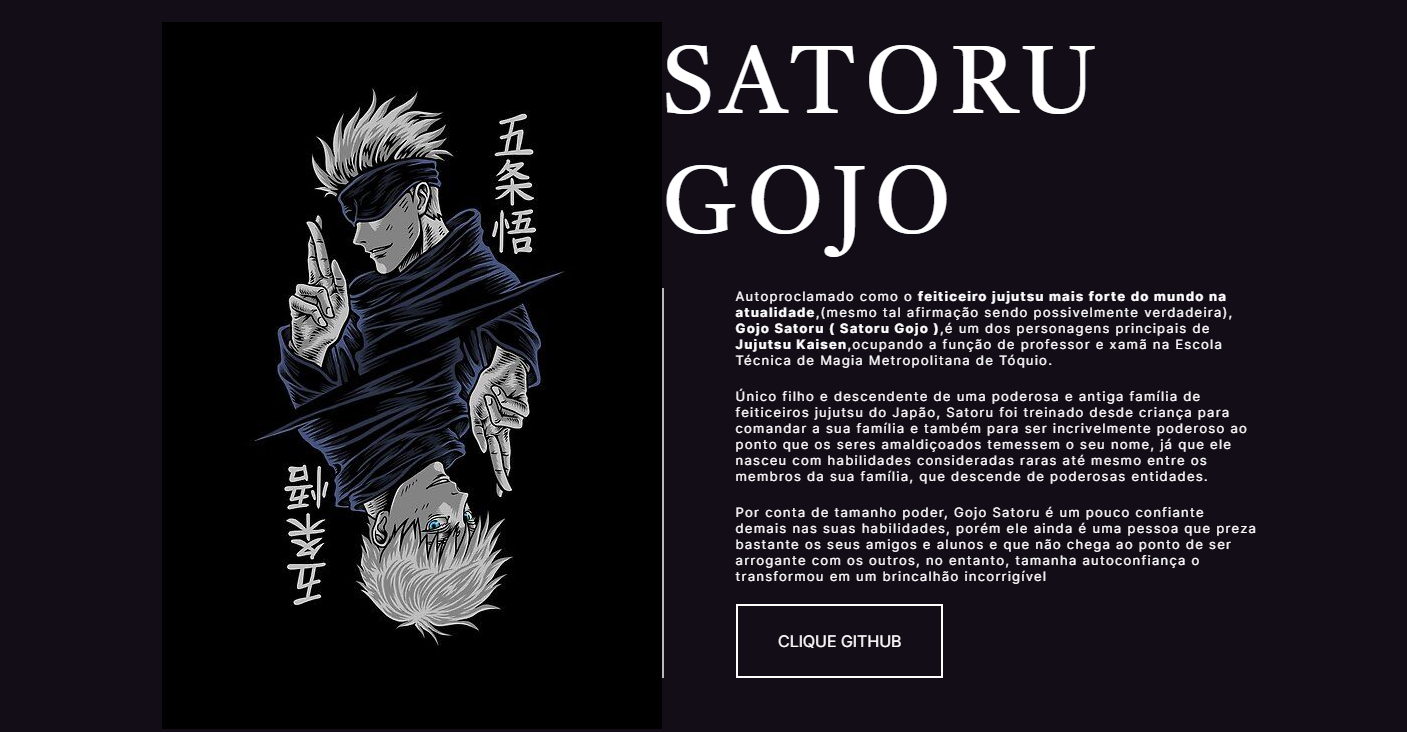 五条悟
五条悟
SATORU
GOJO
Autoproclamado como o feiticeiro jujutsu mais forte do mundo na
atualidade,(mesmo tal afirmação sendo possivelmente verdadeira),
Gojo Satoru ( Satoru Gojo ),é um dos personagens principais de
Jujutsu Kaisen,ocupando a função de professor e xamã na Escola
Técnica de Magia Metropolitana de Tóquio.
Único filho e descendente de uma poderosa e antiga família de
feiticeiros jujutsu do Japão, Satoru foi treinado desde criança para
comandar a sua família e também para ser incrivelmente poderoso ao
ponto que os seres amaldiçoados temessem o seu nome, já que ele
nasceu com habilidades consideradas raras até mesmo entre os
membros da sua família, que descende de poderosas entidades.
Por conta de tamanho poder, Gojo Satoru é um pouco confiante
demais nas suas habilidades, porém ele ainda é uma pessoa que preza
bastante os seus amigos e alunos e que não chega ao ponto de ser
arrogante com os outros, no entanto, tamanha autoconfiança o
transformou em um brincalhão incorrigível
CLIQUE GITHUB